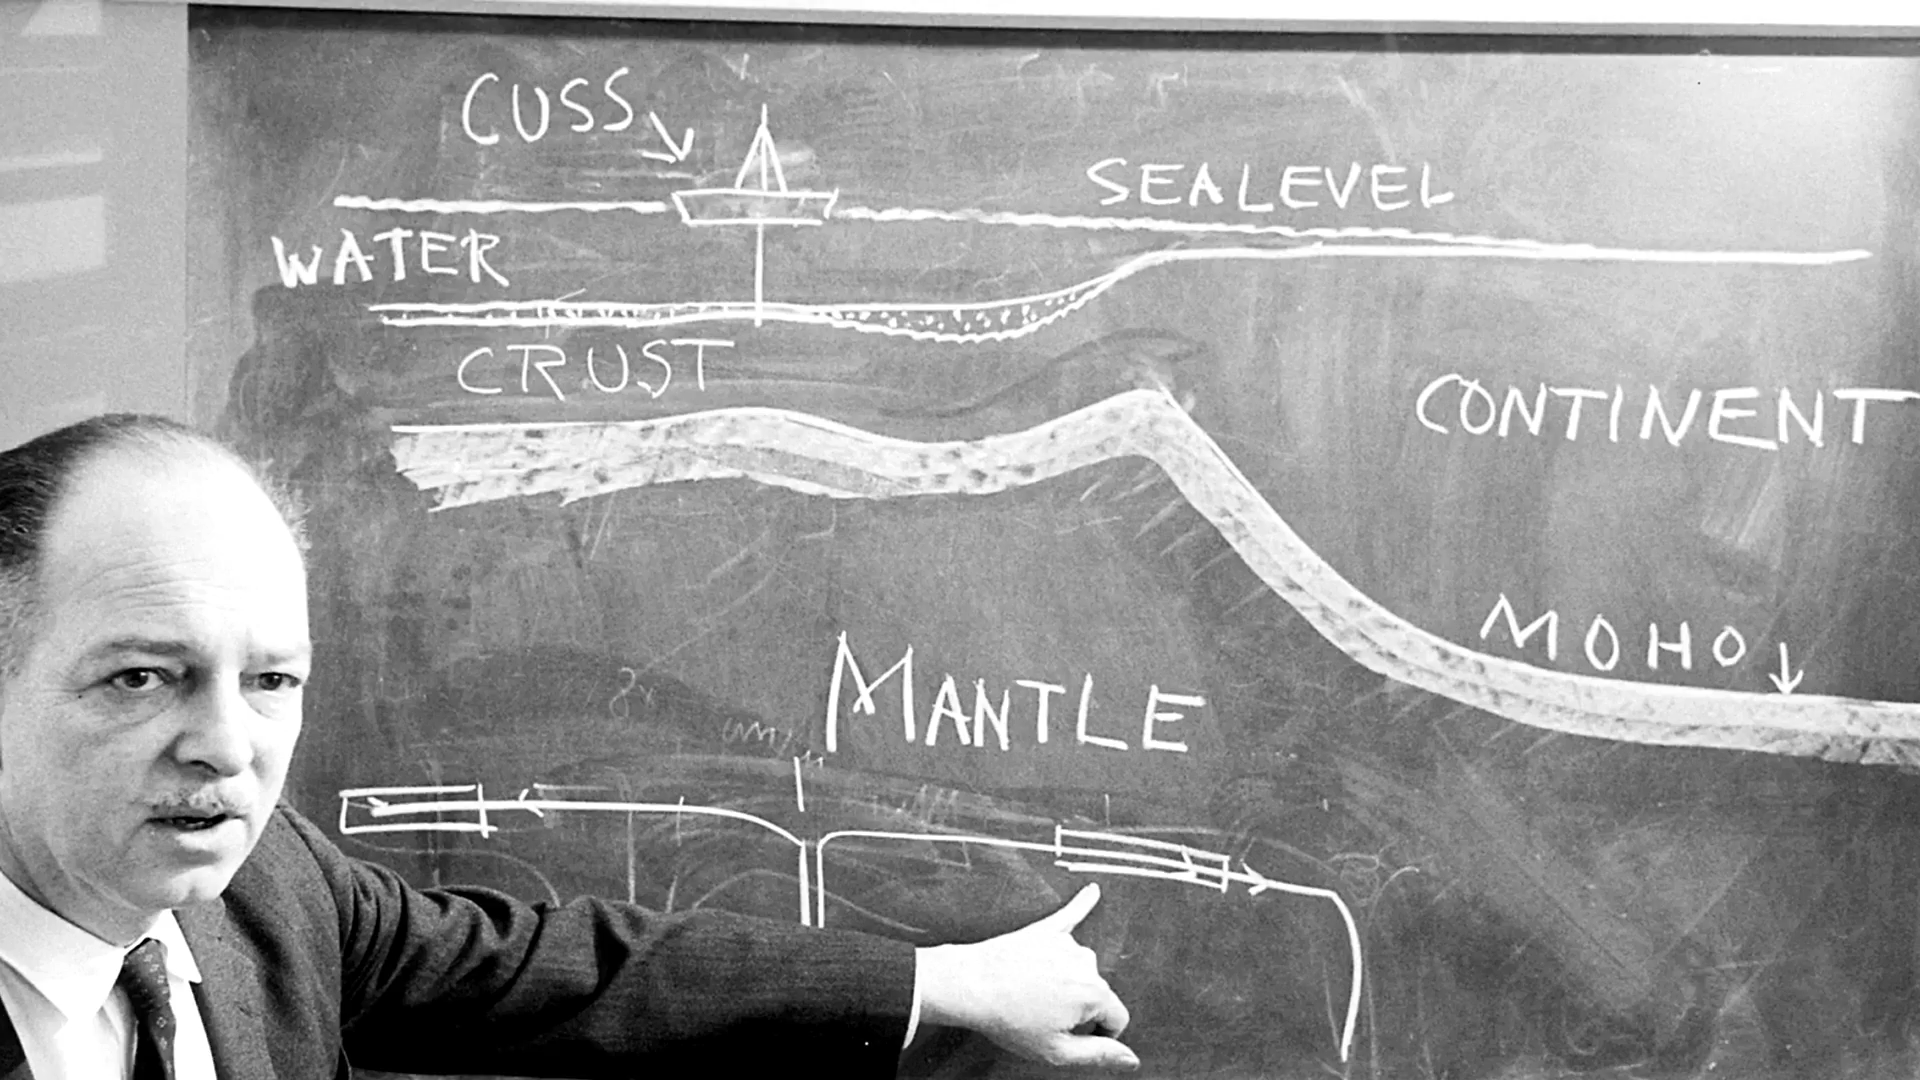 CUSS
SEALEVEL
WATER
CRUST
CONTINENT
MOHO
MANTLE